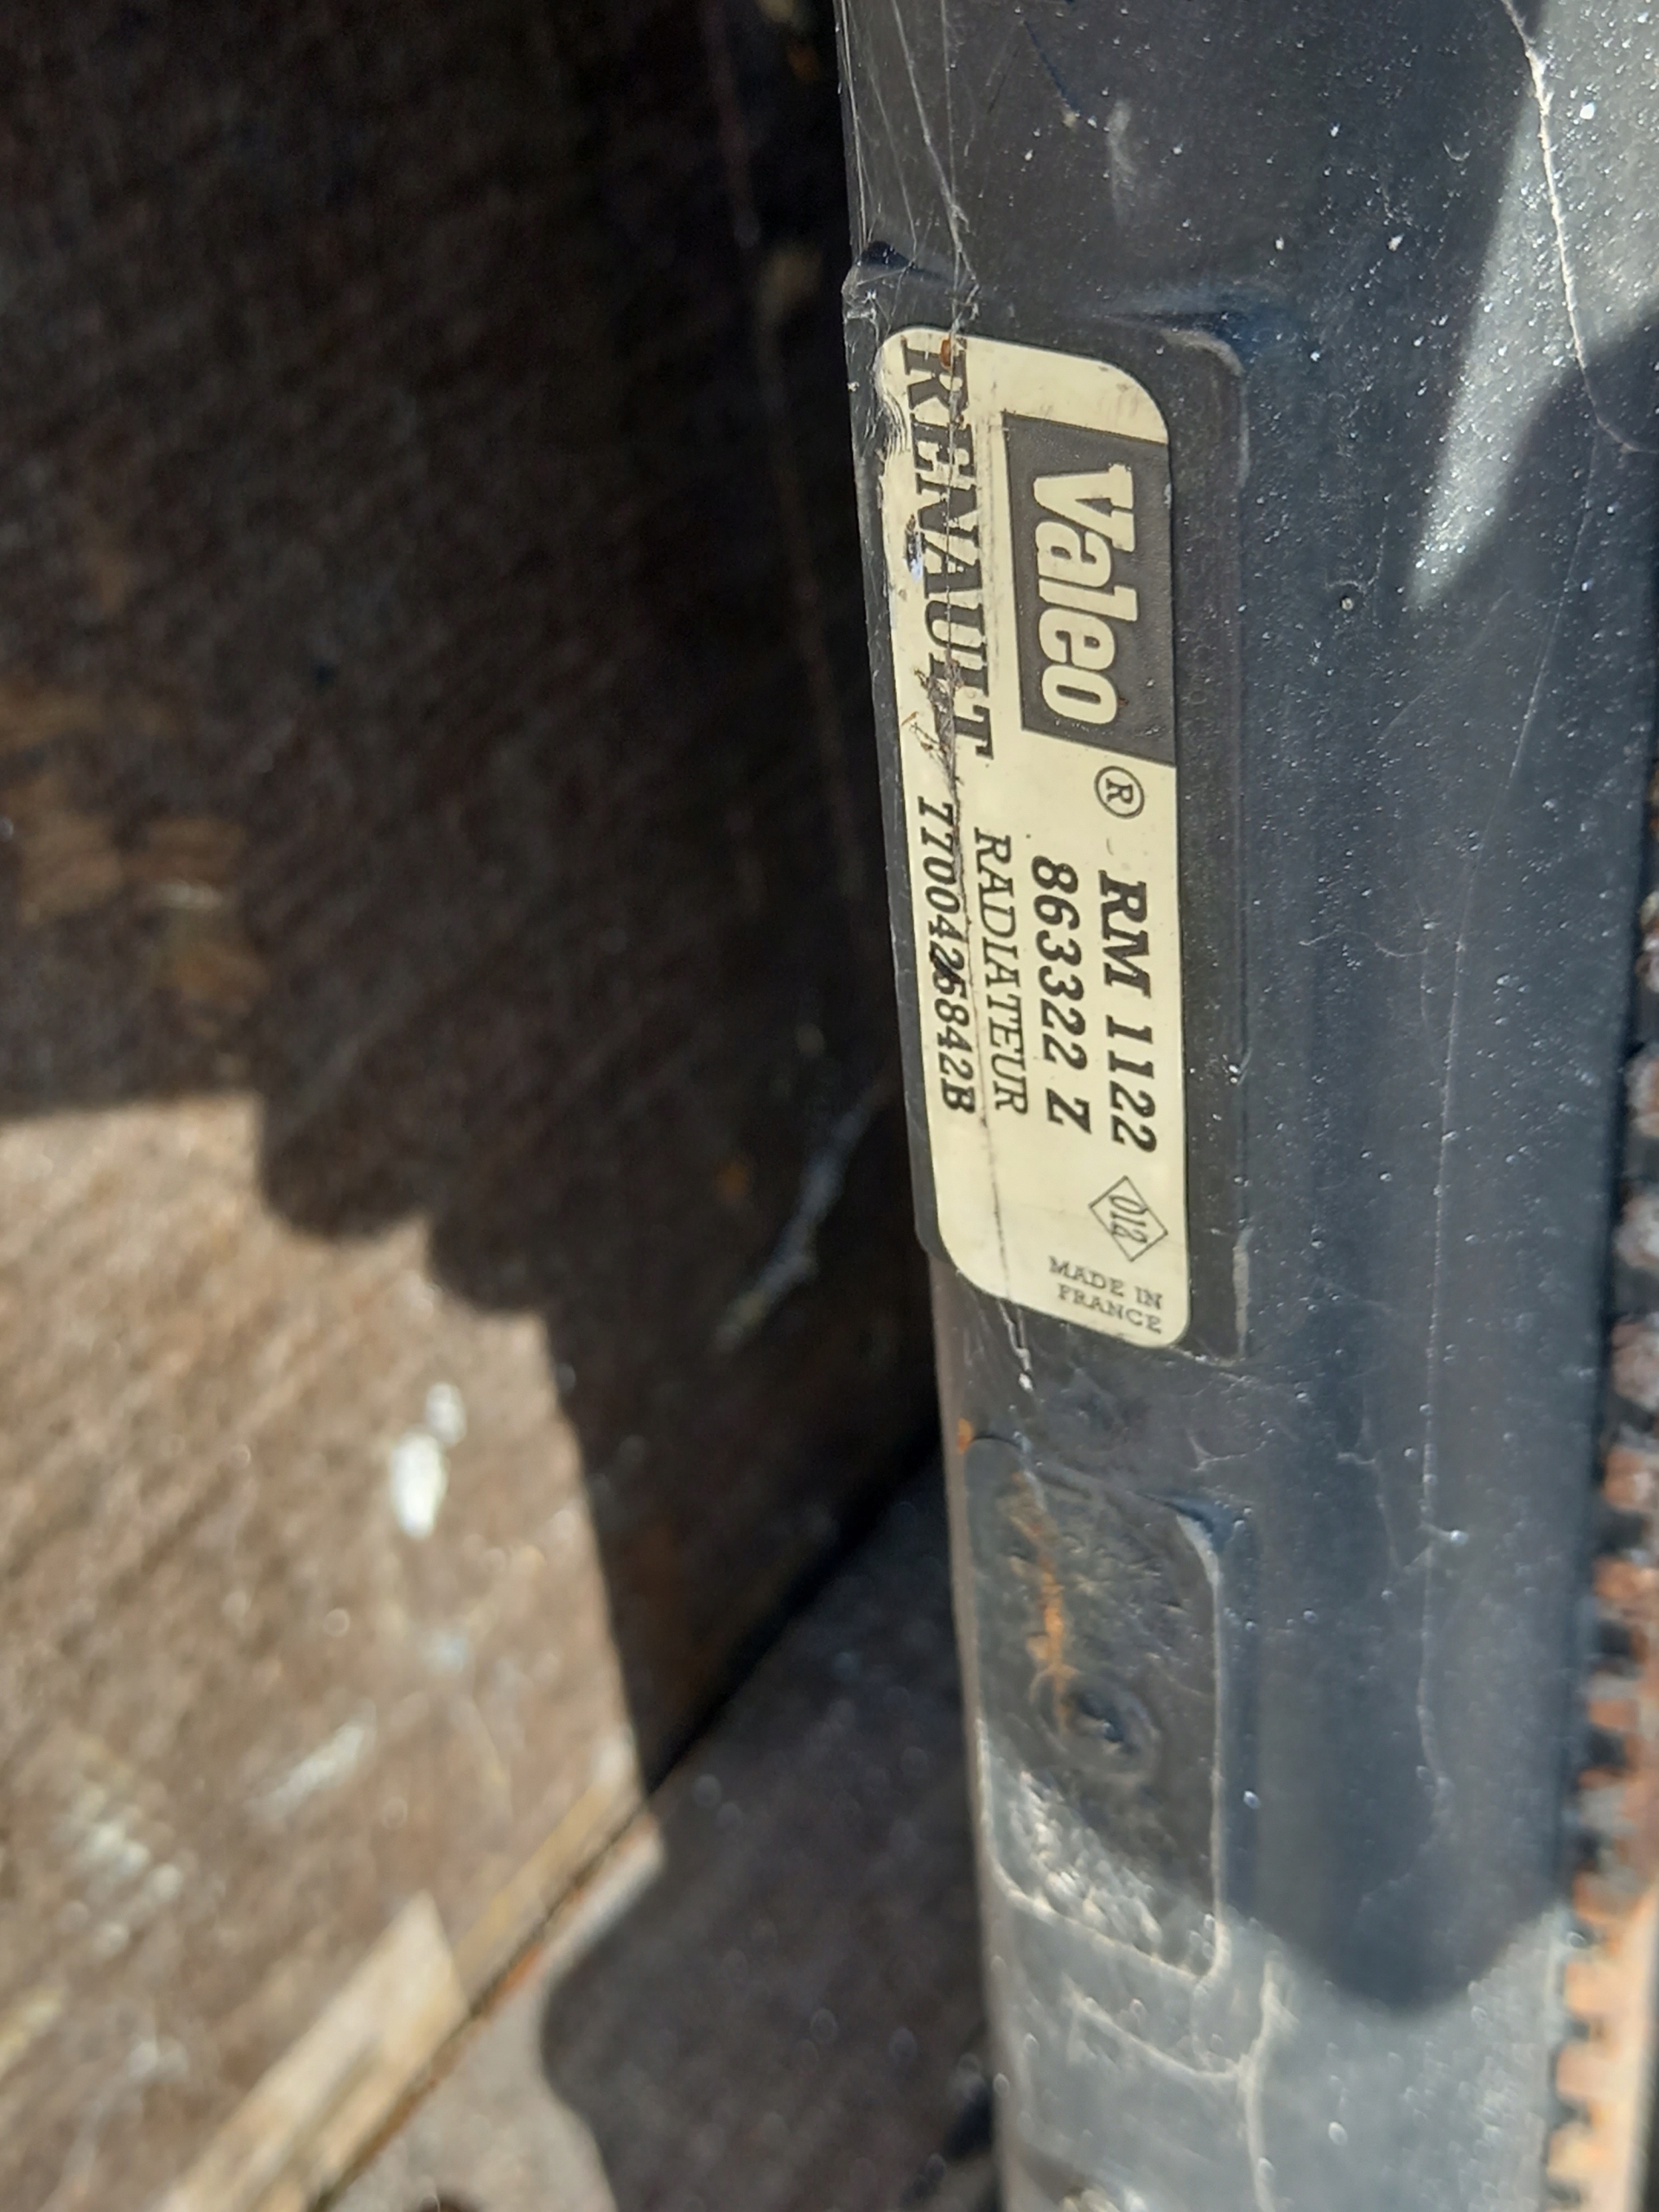 Valeo ® RM 1122
863322 Z
RADIATEUR
RENAULT 7700426842B
012
MADE IN
FRANCE